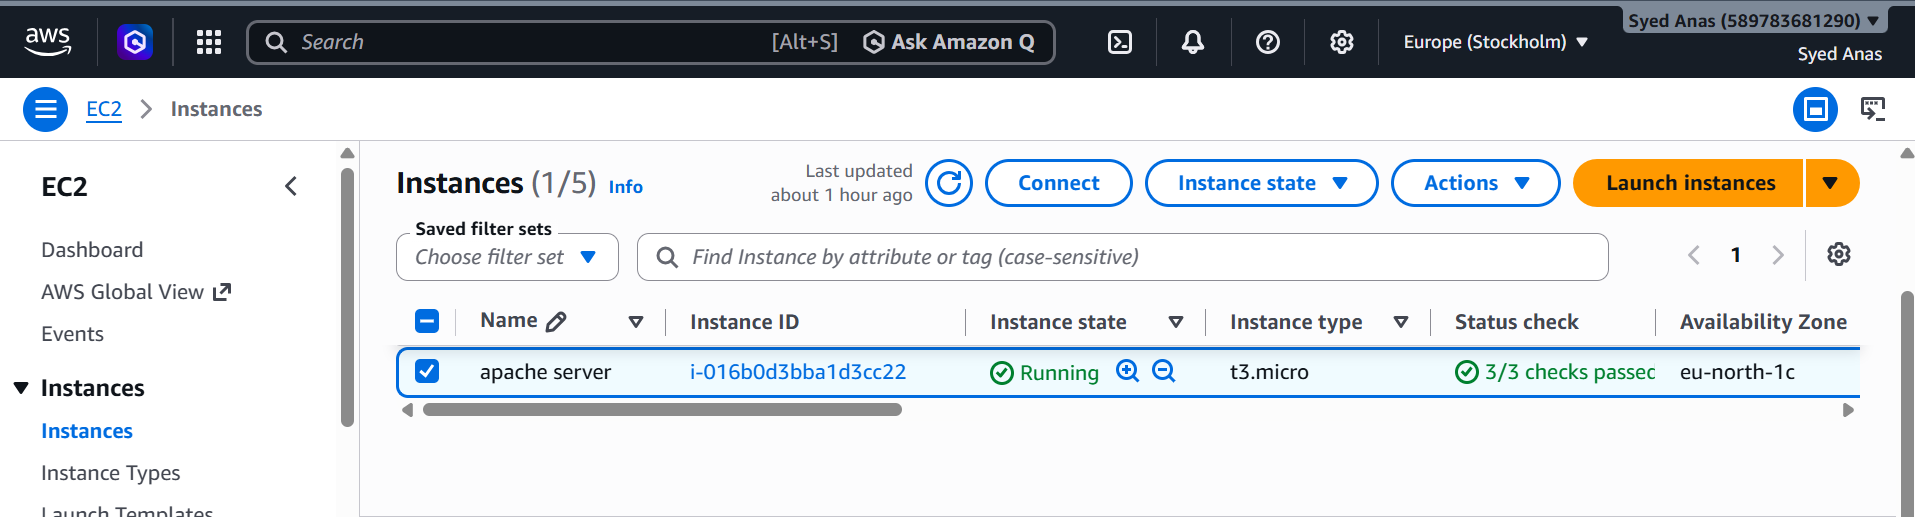 aws
Search [Alt+S] Ask Amazon Q Europe (Stockholm) Syed Anas (589783681290)
Syed Anas
EC2 Instances
EC2
Dashboard
AWS Global View
Events
Instances
Instances
Instance Types
Launch Templates
Instances (1/5) Info
Last updated
about 1 hour ago
Connect Instance state Actions Launch instances
Saved filter sets
Choose filter set Find Instance by attribute or tag (case-sensitive) 1
Name Instance ID Instance state Instance type Status check Availability Zone
apache server i-016b0d3bba1d3cc22 Running t3.micro 3/3 checks passed eu-north-1c